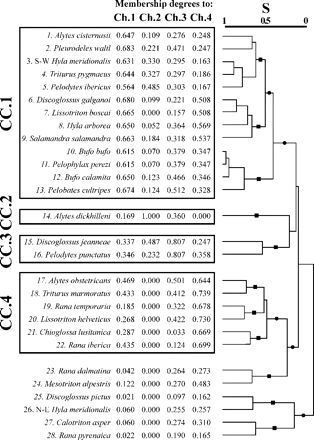 Membership degrees to:
Ch.1 Ch.2 Ch.3 Ch.4
S
1 0.5 0
CC.1
1. Alytes cisternasii 0.647 0.109 0.276 0.248
2. Pleurodeles waltl 0.683 0.221 0.471 0.247
3. S-W Hyla meridionalis 0.631 0.330 0.295 0.163
4. Triturus pygmaeus 0.644 0.327 0.297 0.186
5. Pelodytes ibericus 0.564 0.485 0.303 0.167
6. Discoglossus galganoi 0.680 0.099 0.221 0.508
7. Lissotriton boscai 0.665 0.000 0.157 0.508
8. Hyla arborea 0.650 0.052 0.364 0.569
9. Salamandra salamandra 0.663 0.184 0.318 0.537
10. Bufo bufo 0.615 0.070 0.379 0.347
11. Pelophylax perezi 0.615 0.070 0.379 0.347
12. Bufo calamita 0.650 0.123 0.466 0.346
13. Pelobates cultripes 0.674 0.124 0.512 0.328
CC.2
14. Alytes dickhilleni 0.169 1.000 0.360 0.000
CC.3
15. Discoglossus jeanneae 0.337 0.487 0.807 0.247
16. Pelodytes punctatus 0.346 0.232 0.807 0.358
CC.4
17. Alytes obstetricans 0.469 0.000 0.501 0.644
18. Triturus marmoratus 0.433 0.000 0.412 0.739
19. Rana temporaria 0.185 0.000 0.322 0.678
20. Lissotriton helveticus 0.268 0.000 0.422 0.730
21. Chioglossa lusitanica 0.287 0.000 0.033 0.669
22. Rana iberica 0.435 0.000 0.124 0.699
23. Rana dalmatina 0.042 0.000 0.264 0.273
24. Mesotriton alpestris 0.122 0.000 0.270 0.483
25. Discoglossus pictus 0.021 0.000 0.097 0.162
26. N-E Hyla meridionalis 0.060 0.000 0.255 0.257
27. Calotriton asper 0.060 0.000 0.274 0.310
28. Rana pyrenaica 0.022 0.000 0.190 0.165
1 0.5 0